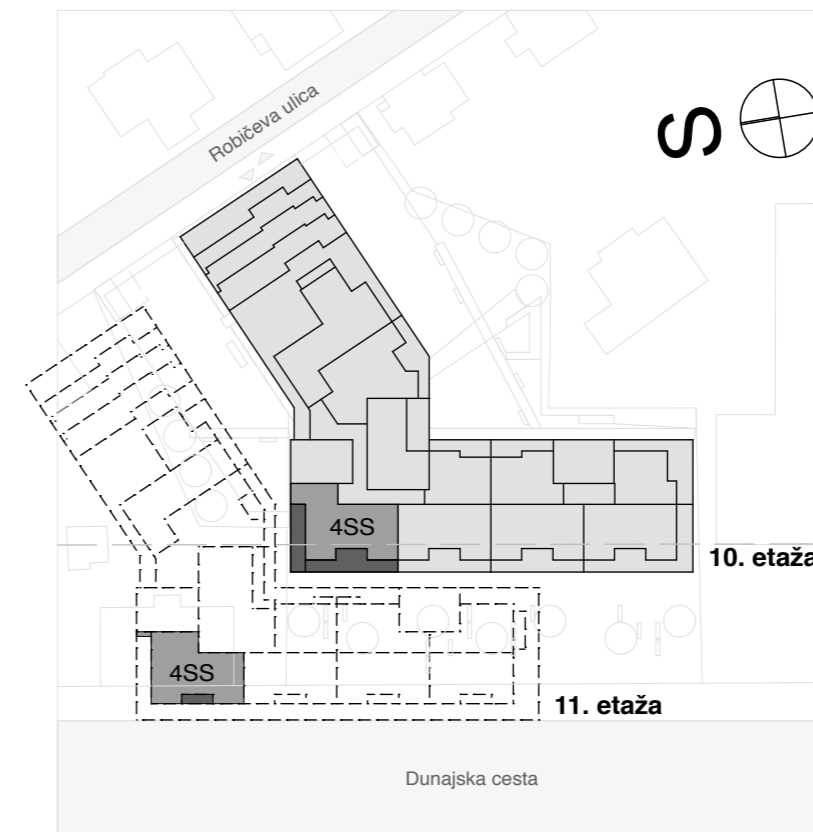 Robičeva ulica
S
4SS
10. etaža
4SS
11. etaža
Dunajska cesta